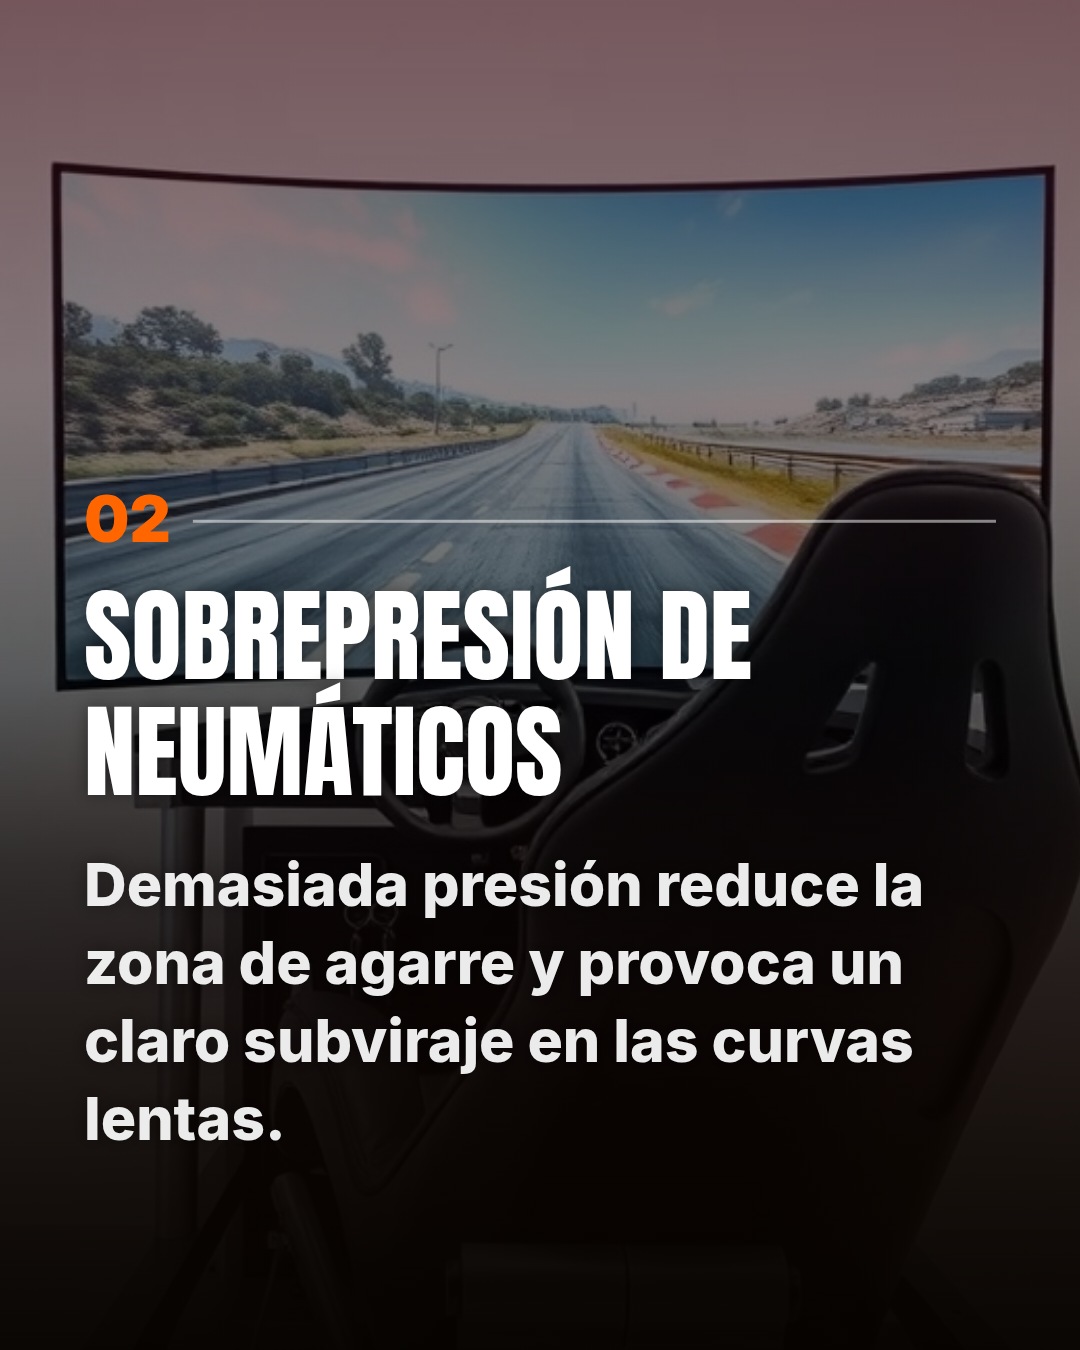 02
SOBREPRESIÓN DE
NEUMÁTICOS
Demasiada presión reduce la
zona de agarre y provoca un
claro subviraje en las curvas
lentas.